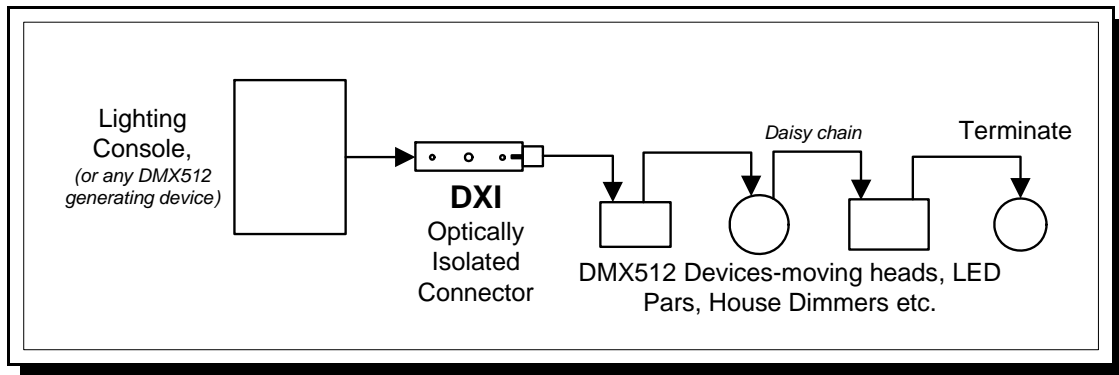 Lighting
Console,
(or any DMX512
generating device)
DXI
Optically
Isolated
Connector
Daisy chain
Terminate
DMX512 Devices-moving heads, LED
Pars, House Dimmers etc.